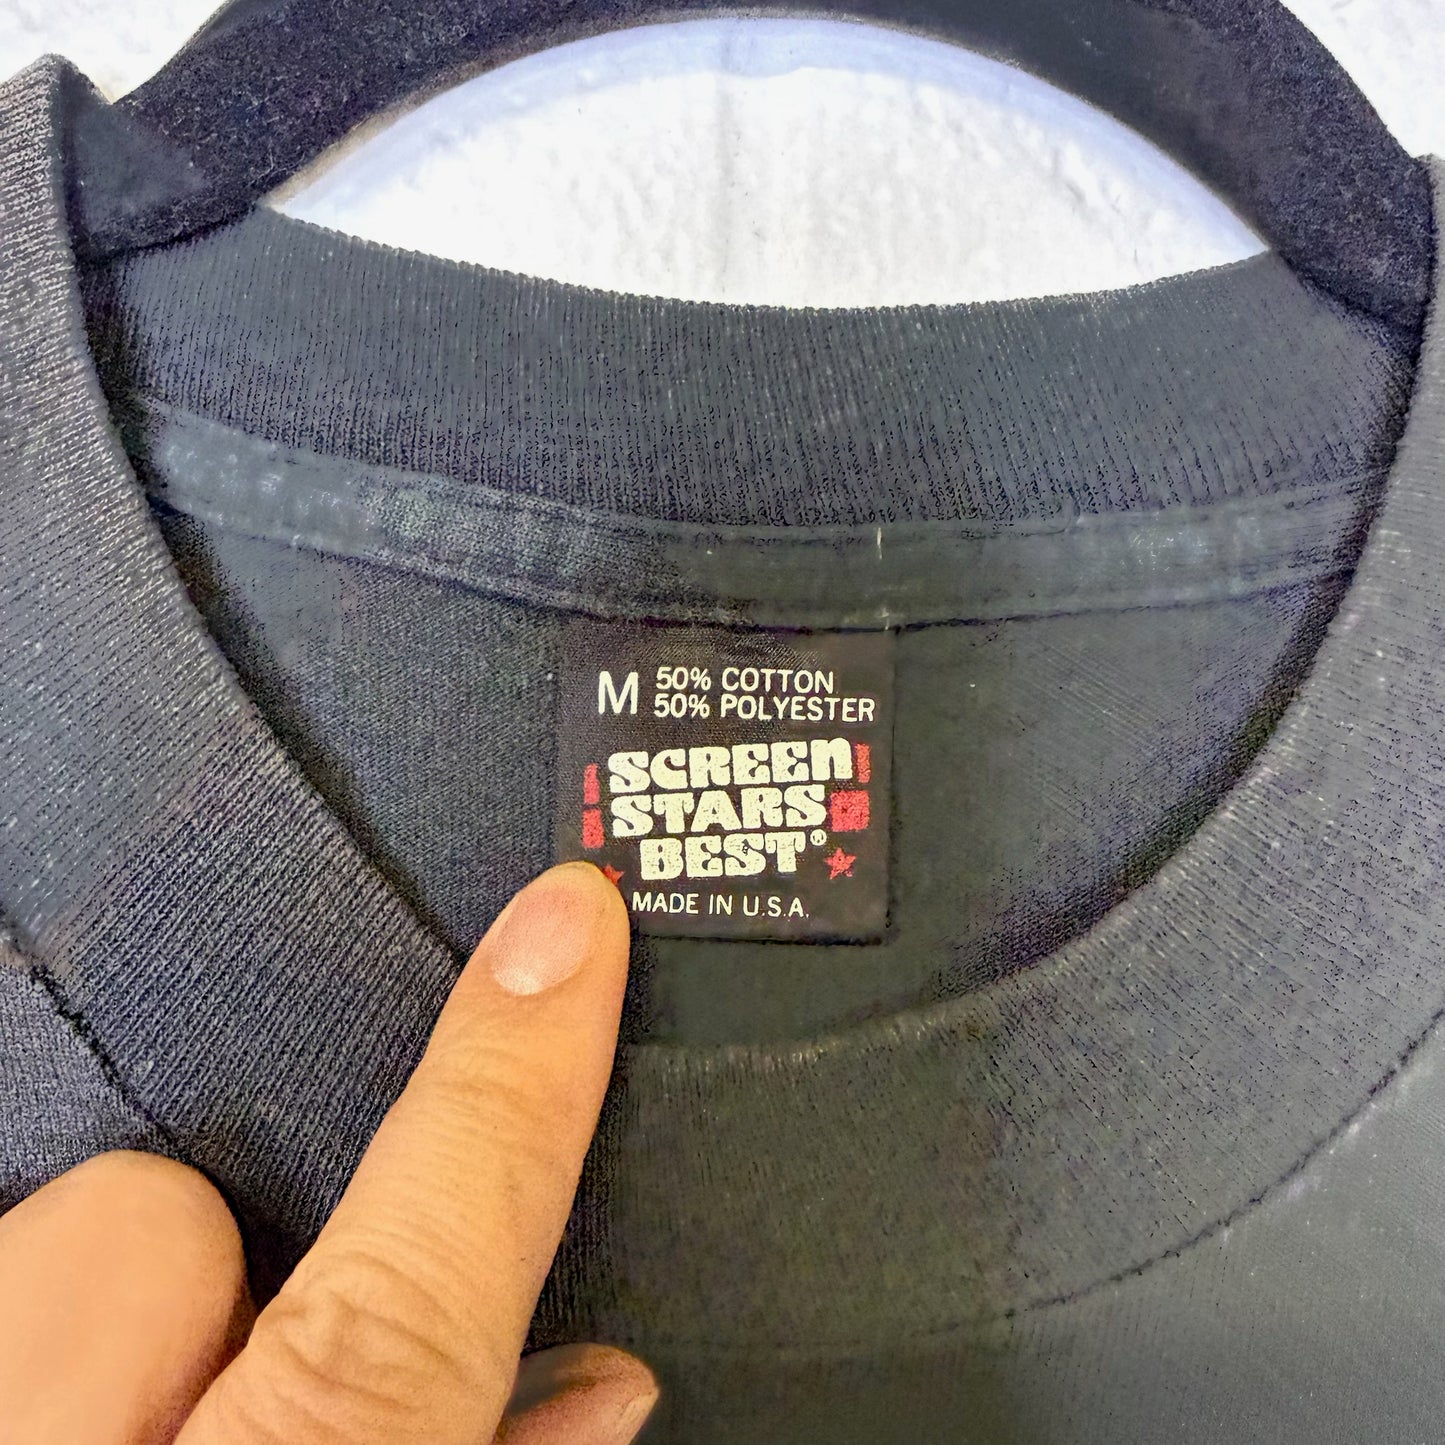 M 50% COTTON
50% POLYESTER
SCREEN
STARS
BEST®
MADE IN U.S.A.